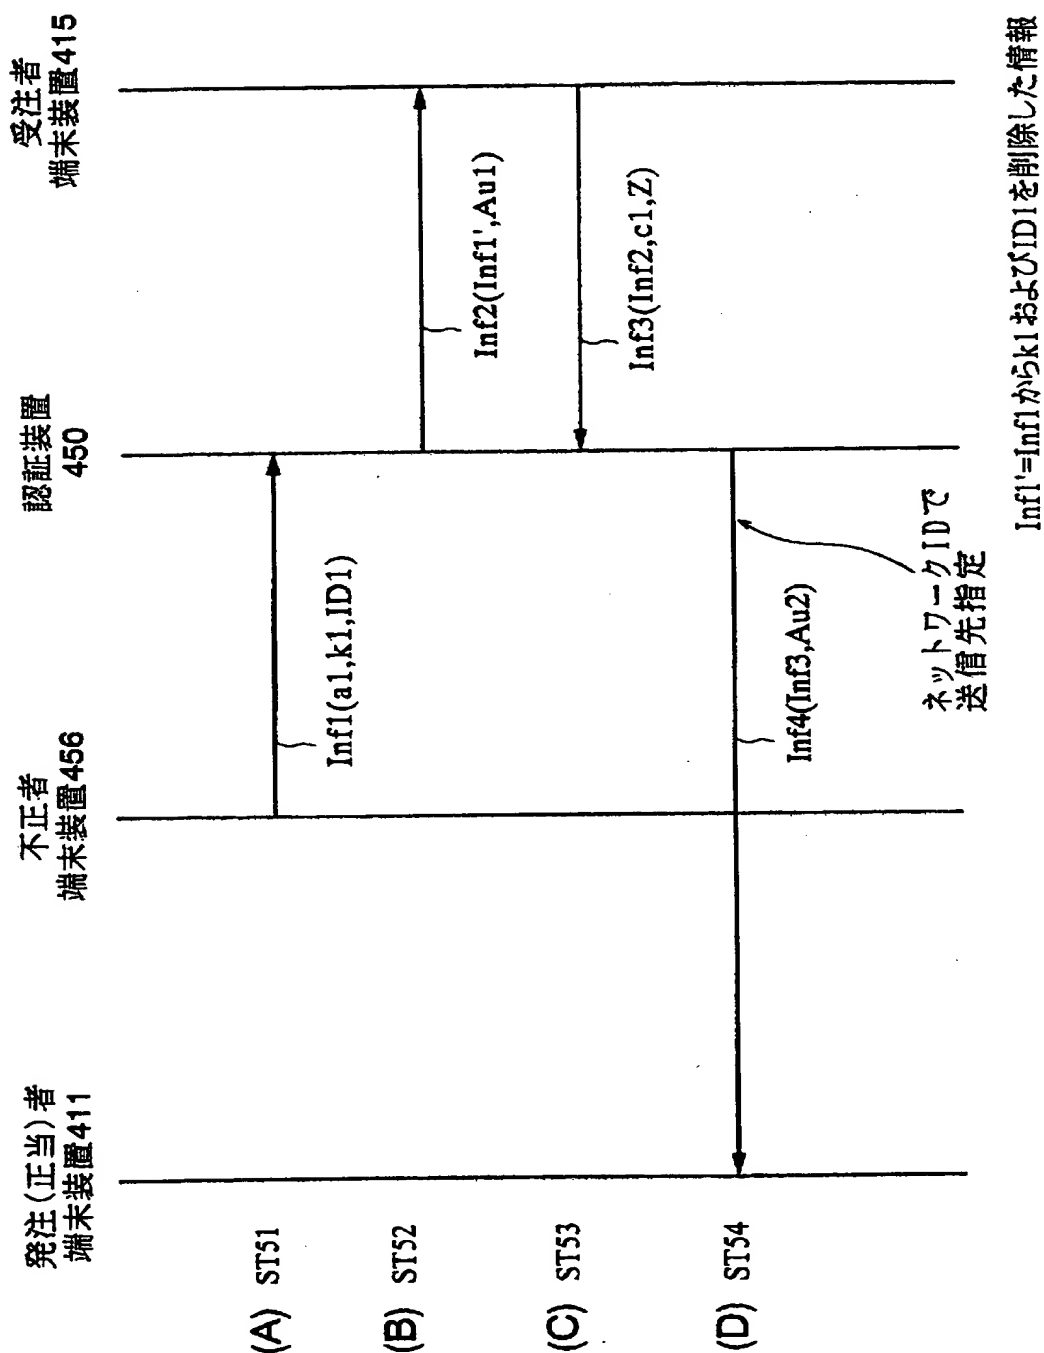 発注(正当)者
端末装置411
不正者
端末装置456
認証装置
450
受注者
端末装置415
(A) ST51
Inf1(a1,k1,ID1)
(B) ST52
Inf2(Inf1',Au1)
(C) ST53
Inf3(Inf2,c1,Z)
(D) ST54
Inf4(Inf3,Au2)
ネットワークIDで
送信先指定
Inf1'=Inf1からk1およびID1を削除した情報